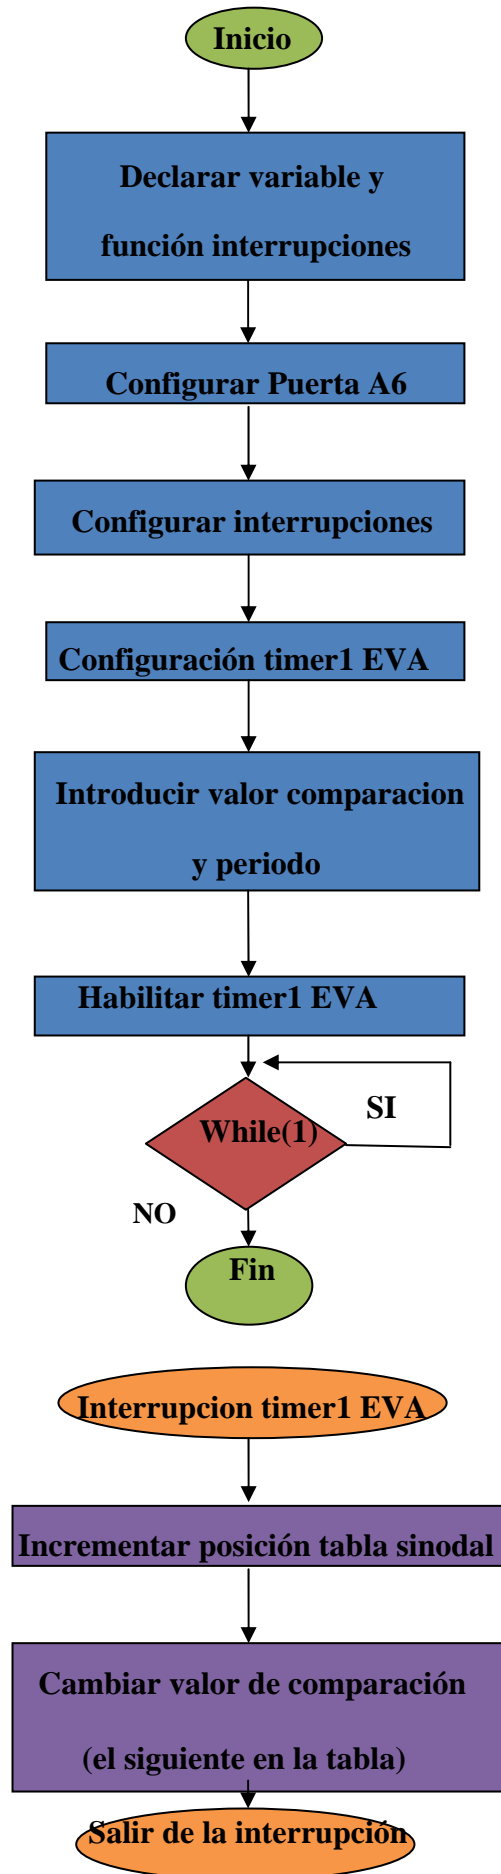 Inicio
Declarar variable y
función interrupciones
Configurar Puerta A6
Configurar interrupciones
Configuración timer1 EVA
Introducir valor comparacion
y periodo
Habilitar timer1 EVA
While(1)
SI
NO
Fin
Interrupcion timer1 EVA
Incrementar posición tabla sinodal
Cambiar valor de comparación
(el siguiente en la tabla)
Salir de la interrupción